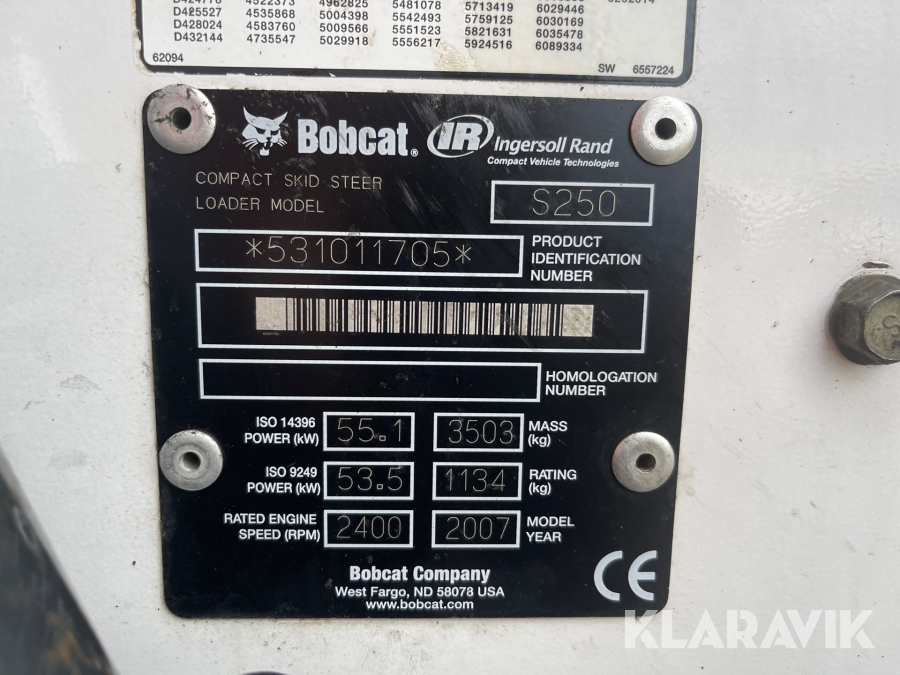 D425527 4535868 5004398 5542493 5759125 6030169
D428024 4583760 5009566 5551523 5821631 6035478
D432144 4735547 5029918 5556217 5924516 6089334
5481078 5713419 6029446
62094 SW 6557224
Bobcat® IR Ingersoll Rand
Compact Vehicle Technologies
COMPACT SKID STEER
LOADER MODEL S250
*531011705* PRODUCT
IDENTIFICATION
NUMBER
HOMOLOGATION
NUMBER
ISO 14396
POWER (kW) 55.1 3503 MASS
(kg)
ISO 9249
POWER (kW) 53.5 1134 RATING
(kg)
RATED ENGINE
SPEED (RPM) 2400 2007 MODEL
YEAR
Bobcat Company
West Fargo, ND 58078 USA
www.bobcat.com
CE
KLARAVIK